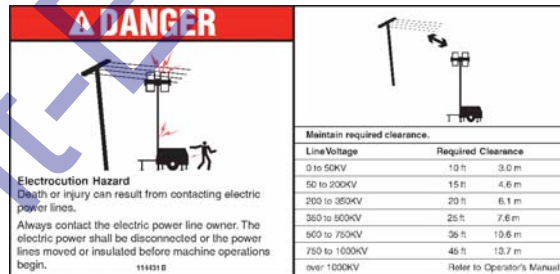 DANGER
Electrocution Hazard
Death or injury can result from contacting electric
power lines.
Always contact the electric power line owner. The
electric power shall be disconnected or the power
lines moved or insulated before machine operations
begin.
114431 B
Maintain required clearance.
Line Voltage Required Clearance
0 to 50KV 10 ft 3.0 m
50 to 200KV 15 ft 4.6 m
200 to 350KV 20 ft 6.1 m
350 to 500KV 25 ft 7.6 m
500 to 750KV 35 ft 10.6 m
750 to 1000KV 45 ft 13.7 m
over 1000KV Refer to Operator's Manual